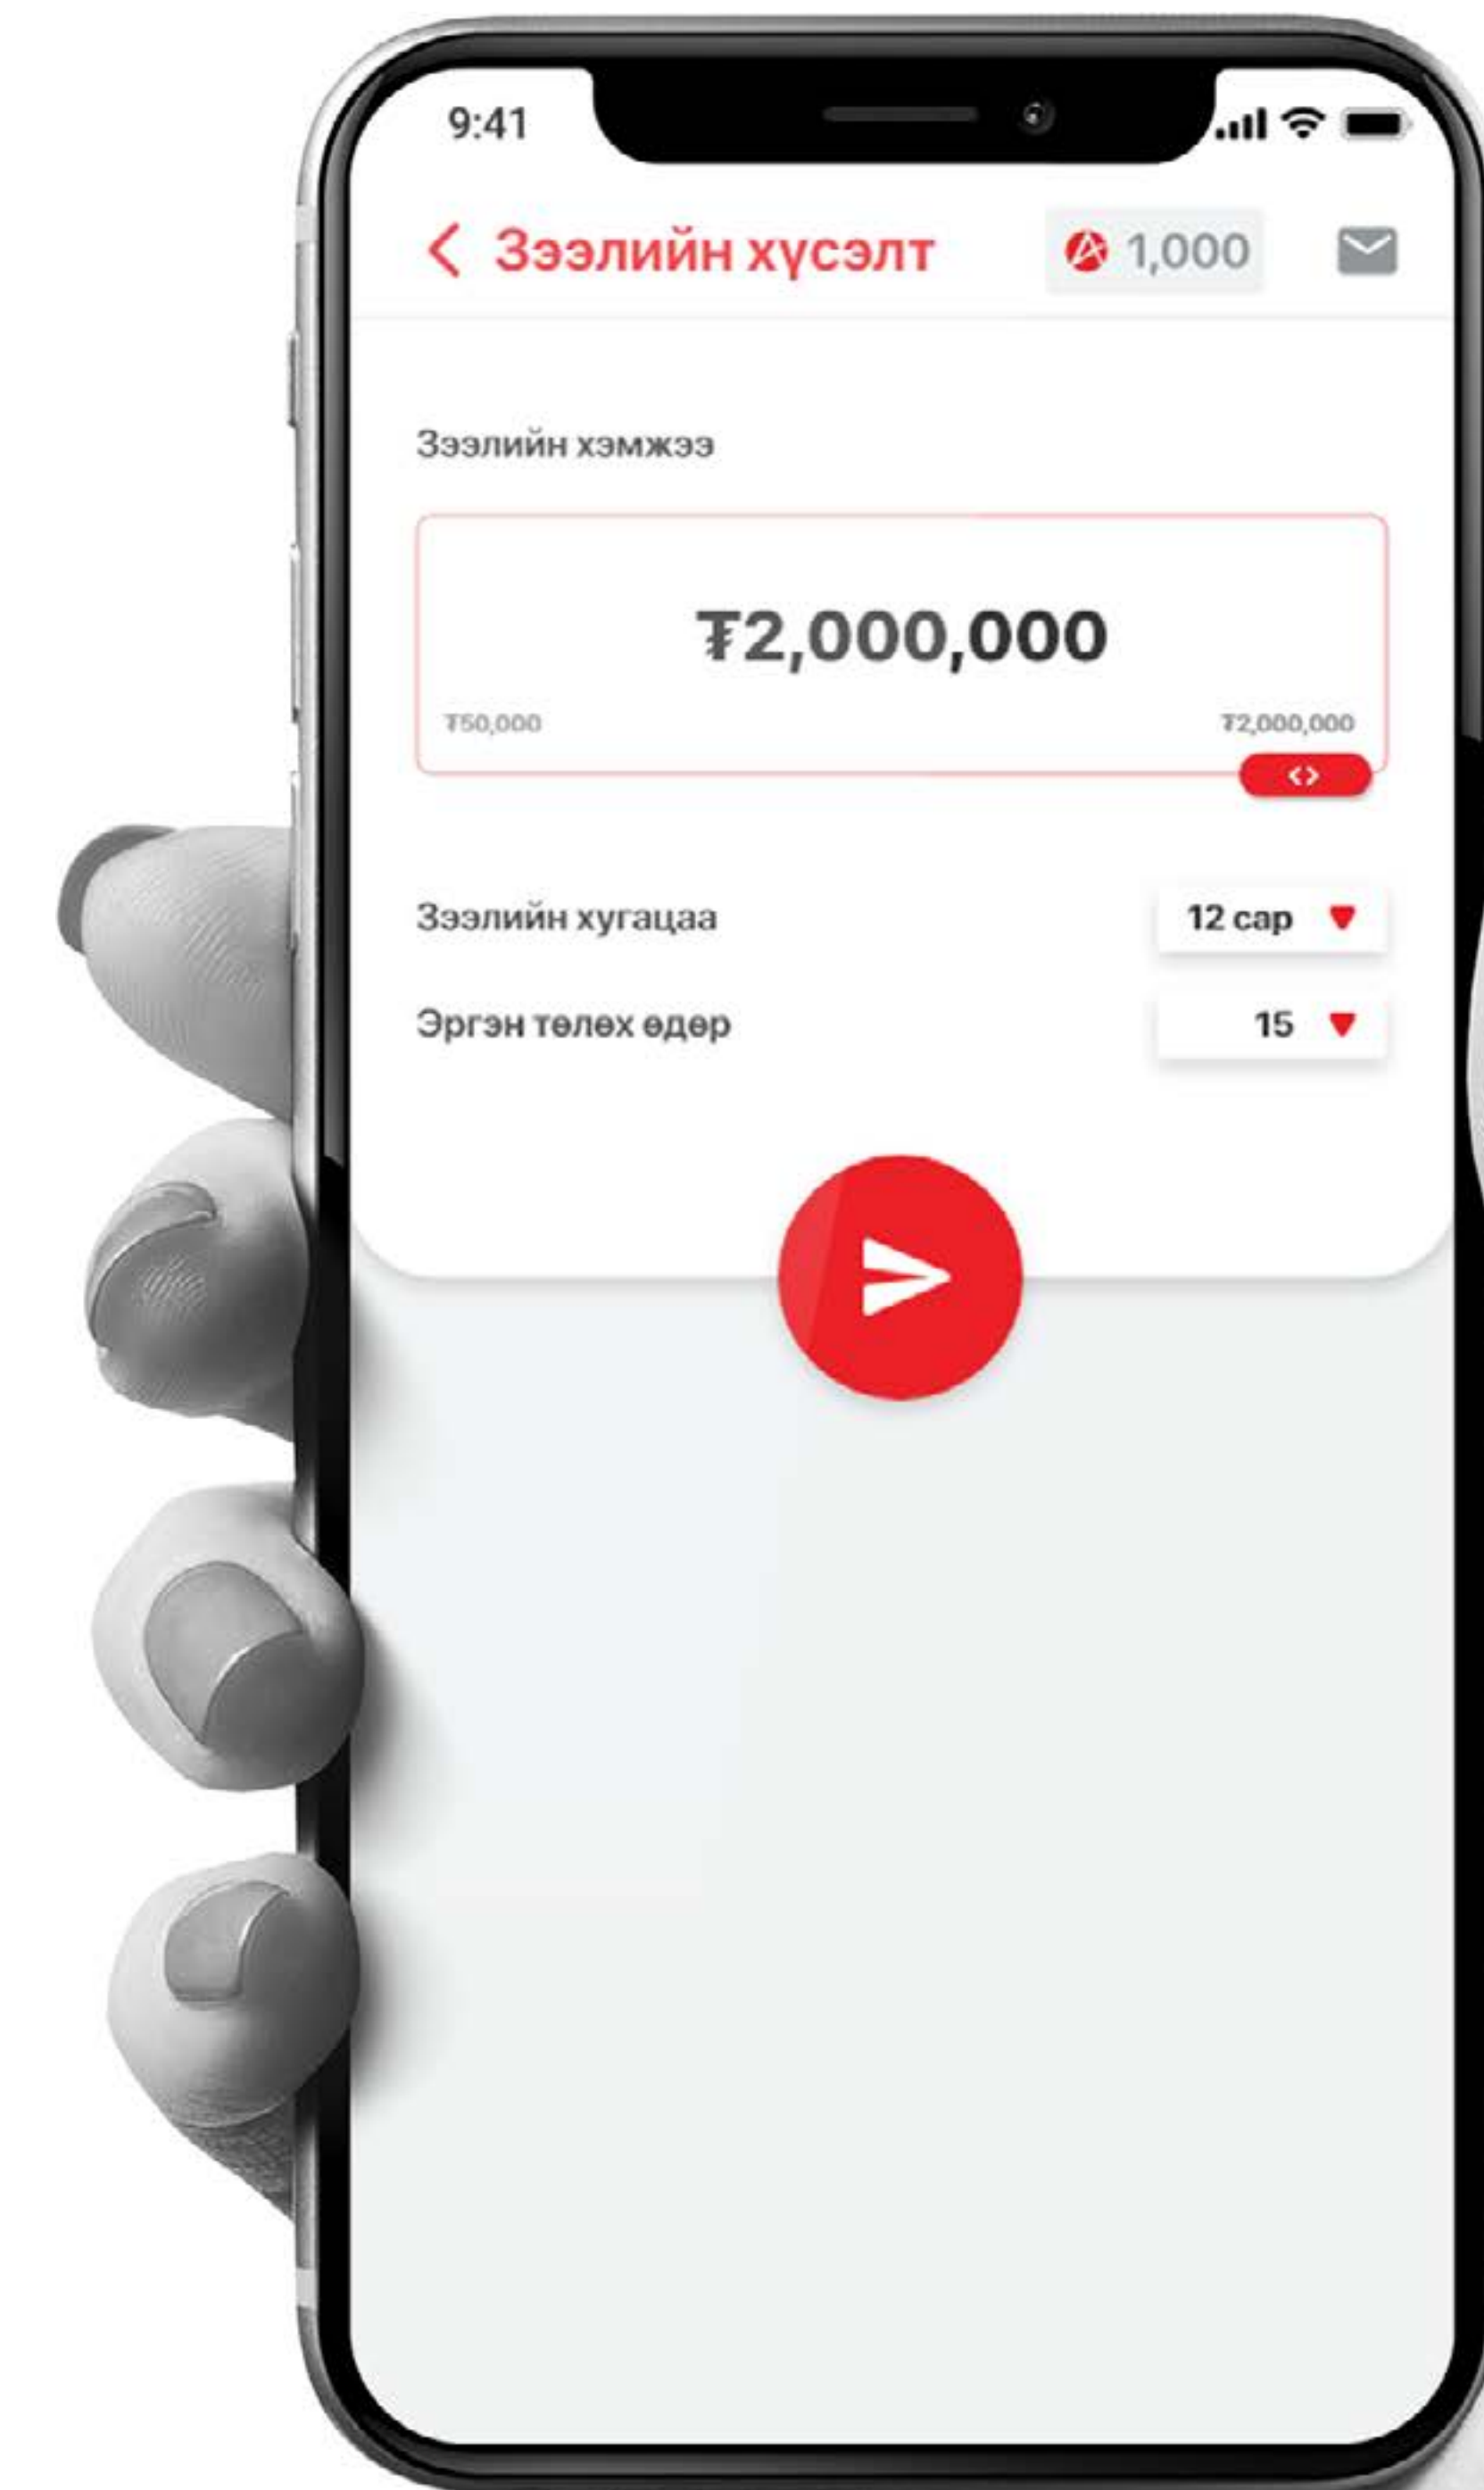 9:41
Зээлийн хүсэлт 1,000
Зээлийн хэмжээ
₮2,000,000
₮50,000 ₮2,000,000
Зээлийн хугацаа 12 сар
Эргэн төлөх өдөр 15